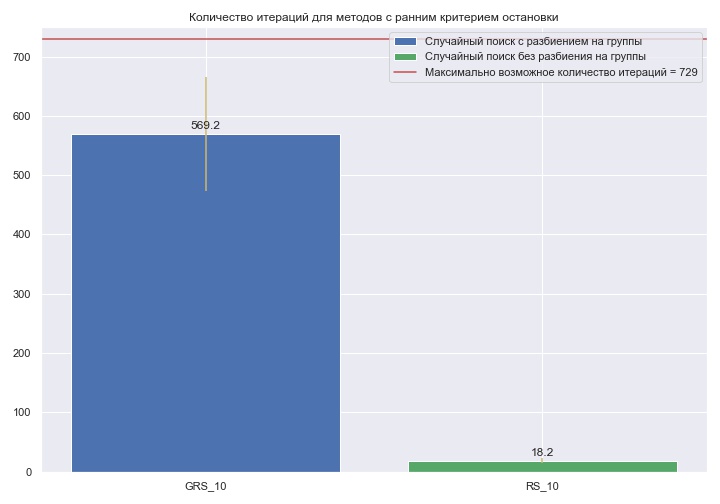 Количество итераций для методов с ранним критерием остановки
Случайный поиск с разбиением на группы
Случайный поиск без разбиения на группы
Максимально возможное количество итераций = 729
700
600
569.2
500
400
300
200
100
18.2
0
GRS_10
RS_10